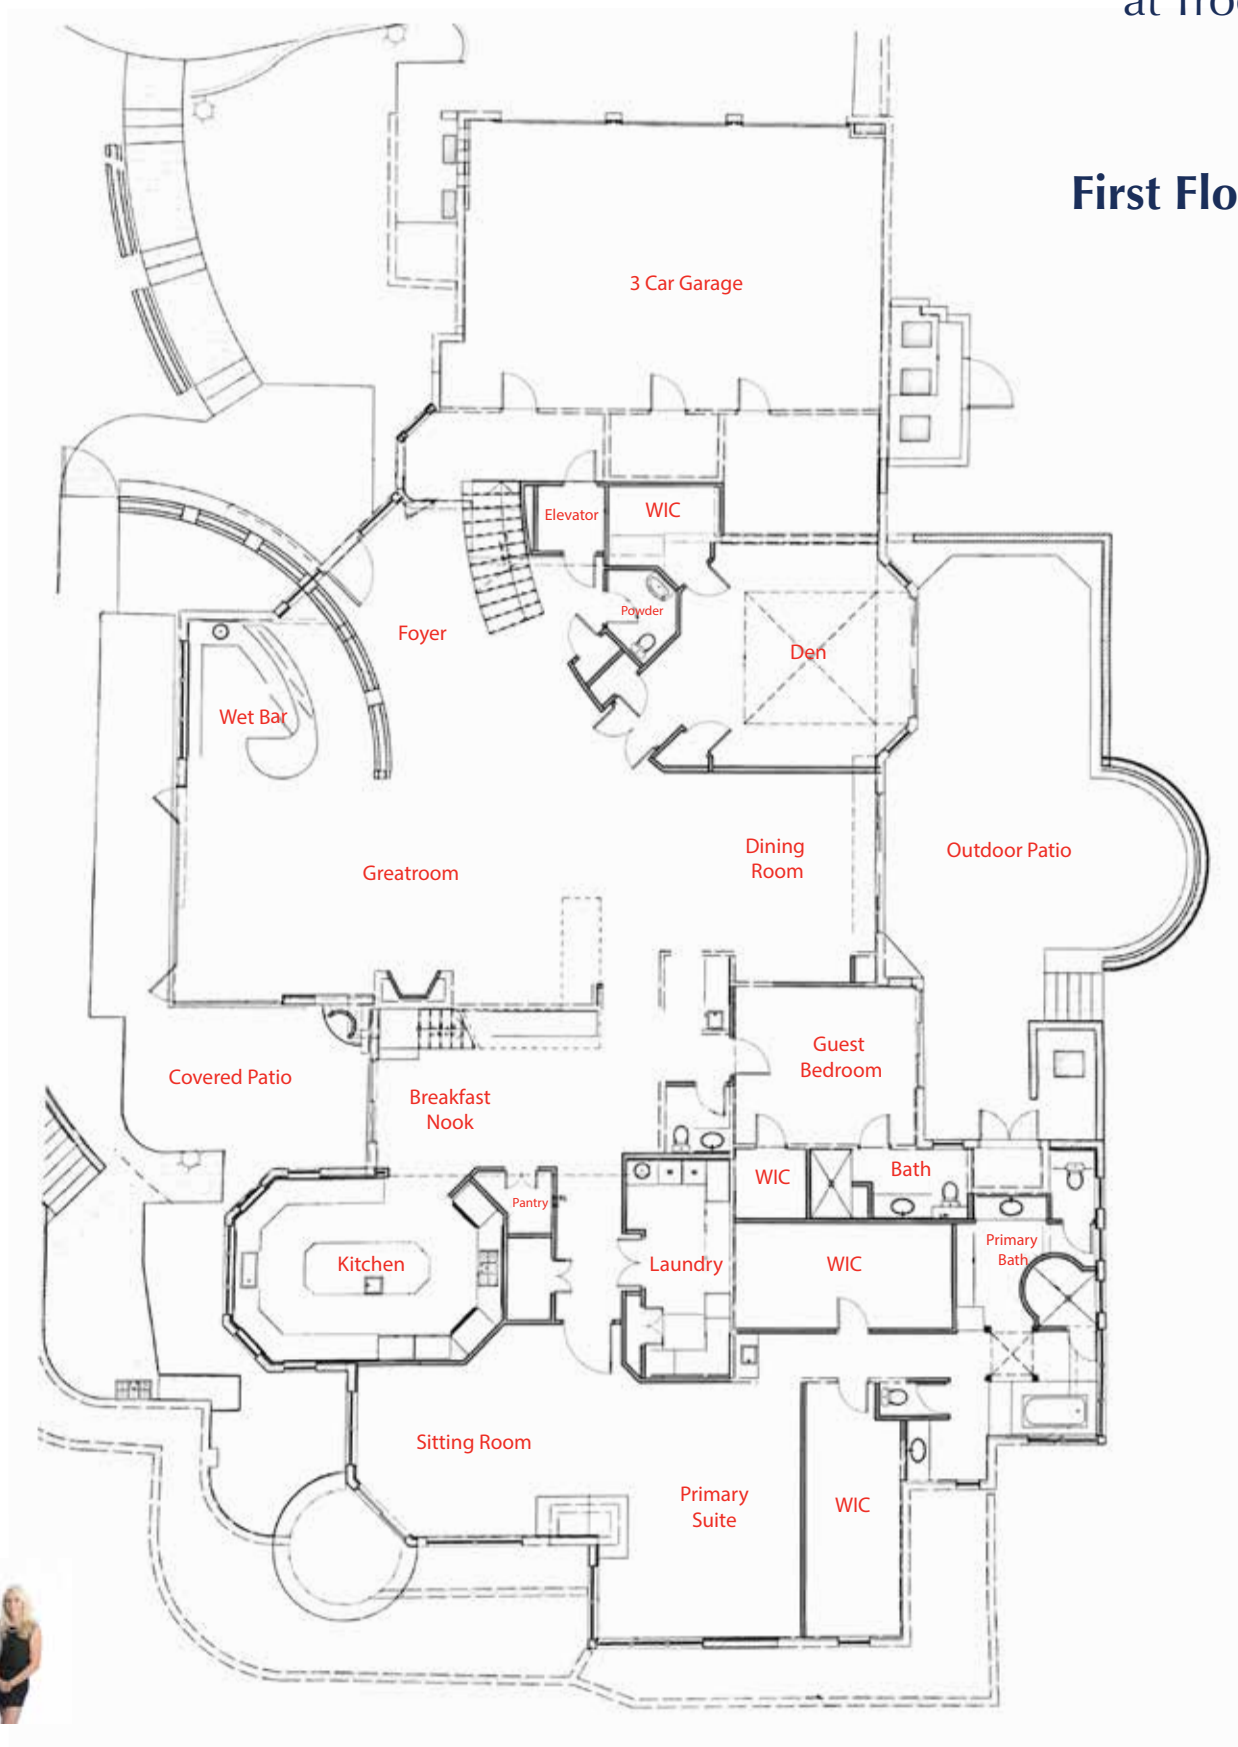 First Flo
3 Car Garage
Elevator
WIC
Powder
Foyer
Den
Wet Bar
Dining
Room
Outdoor Patio
Greatroom
Guest
Bedroom
Covered Patio
Breakfast
Nook
Bath
WIC
Pantry
Primary
Bath
Kitchen
Laundry
WIC
Sitting Room
Primary
Suite
WIC